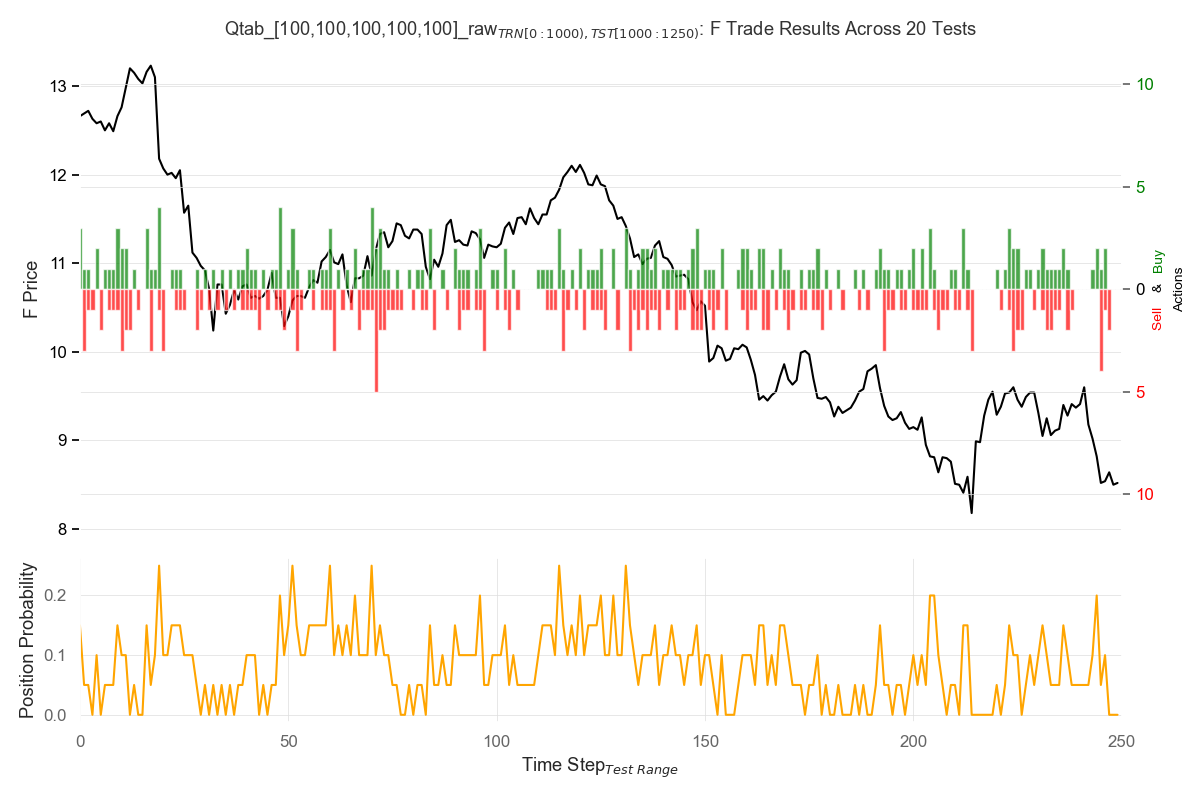 Qtab_[100,100,100,100,100]_raw_TRN[0:1000),TST[1000:1250): F Trade Results Across 20 Tests
F Price
13
12
11
10
9
8
10
5
0
5
10
Sell & Buy
Actions
Position Probability
0.2
0.1
0.0
0 50 100 150 200 250
Time Step Test Range